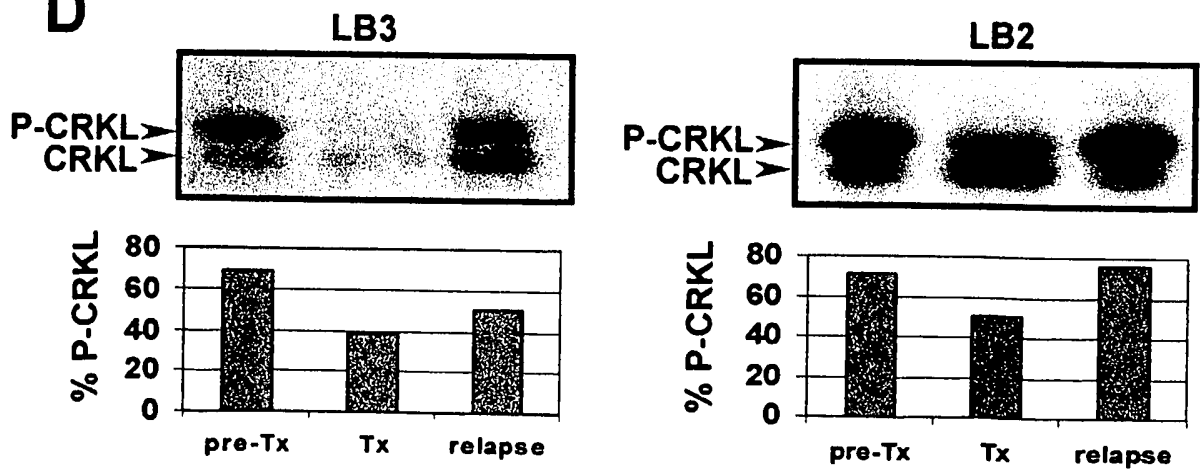 D
LB3
P-CRKL
CRKL
% P-CRKL
80
60
40
20
0
pre-Tx Tx relapse
LB2
P-CRKL
CRKL
% P-CRKL
80
60
40
20
0
pre-Tx Tx relapse